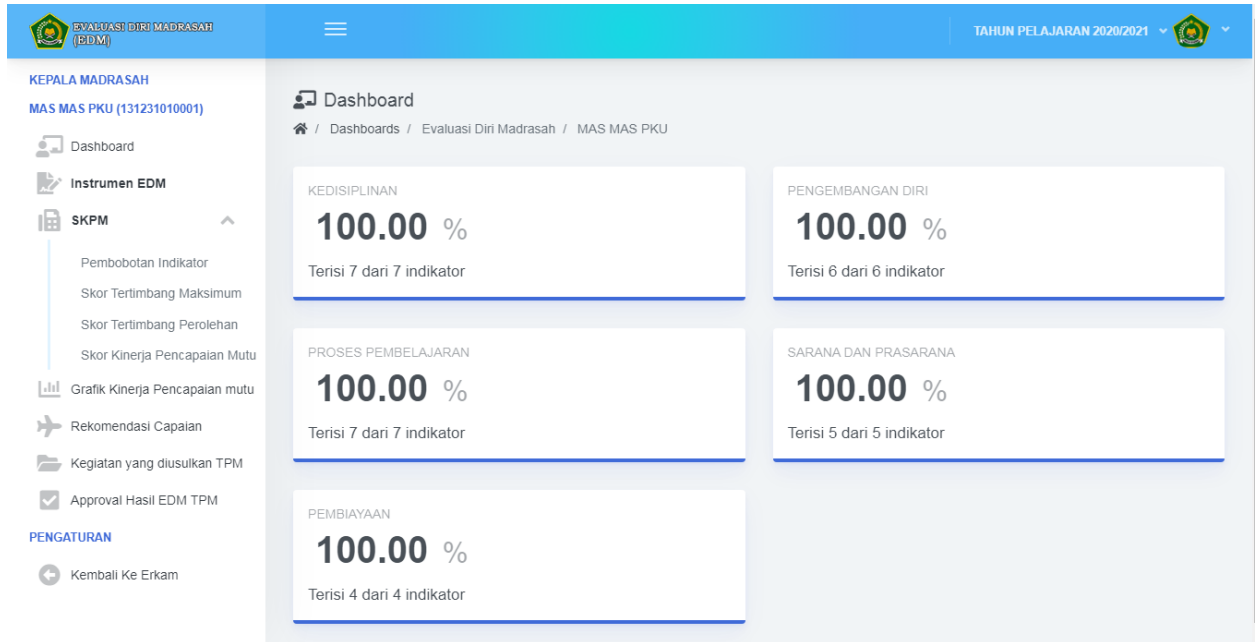 EVALUASI DIRI MADRASAH
(EDM)
TAHUN PELAJARAN 2020/2021
KEPALA MADRASAH
MAS MAS PKU (131231010001)
Dashboard
Instrumen EDM
SKPM
Pembobotan Indikator
Skor Tertimbang Maksimum
Skor Tertimbang Perolehan
Skor Kinerja Pencapaian Mutu
Grafik Kinerja Pencapaian mutu
Rekomendasi Capaian
Kegiatan yang diusulkan TPM
Approval Hasil EDM TPM
PENGATURAN
Kembali Ke Erkam
Dashboard
/ Dashboards / Evaluasi Diri Madrasah / MAS MAS PKU
KEDISIPLINAN
100.00 %
Terisi 7 dari 7 indikator
PENGEMBANGAN DIRI
100.00 %
Terisi 6 dari 6 indikator
PROSES PEMBELAJARAN
100.00 %
Terisi 7 dari 7 indikator
SARANA DAN PRASARANA
100.00 %
Terisi 5 dari 5 indikator
PEMBIAYAAN
100.00 %
Terisi 4 dari 4 indikator